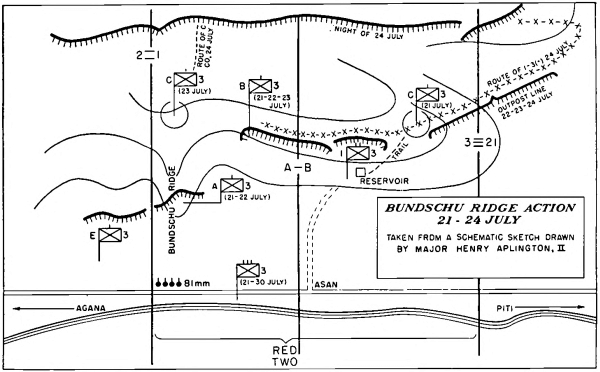 NIGHT OF 24 JULY
ROUTE OF C
CO, 24 JULY
2 1
C 3
(23 JULY)
B 3
(21-22-23
JULY)
C 3
(21 JULY)
ROUTE OF 1-3(-) 24 JULY
OUTPOST LINE
22-23-24 JULY
3 21
TRAIL
1 3
RESERVOIR
A-B
A 3
(21-22 JULY)
BUNDSCHU RIDGE
E 3
BUNDSCHU RIDGE ACTION
21 - 24 JULY
TAKEN FROM A SCHEMATIC SKETCH DRAWN
BY MAJOR HENRY APLINGTON, II
3
(21-30 JULY)
81mm
ASAN
AGANA
PITI
RED
TWO